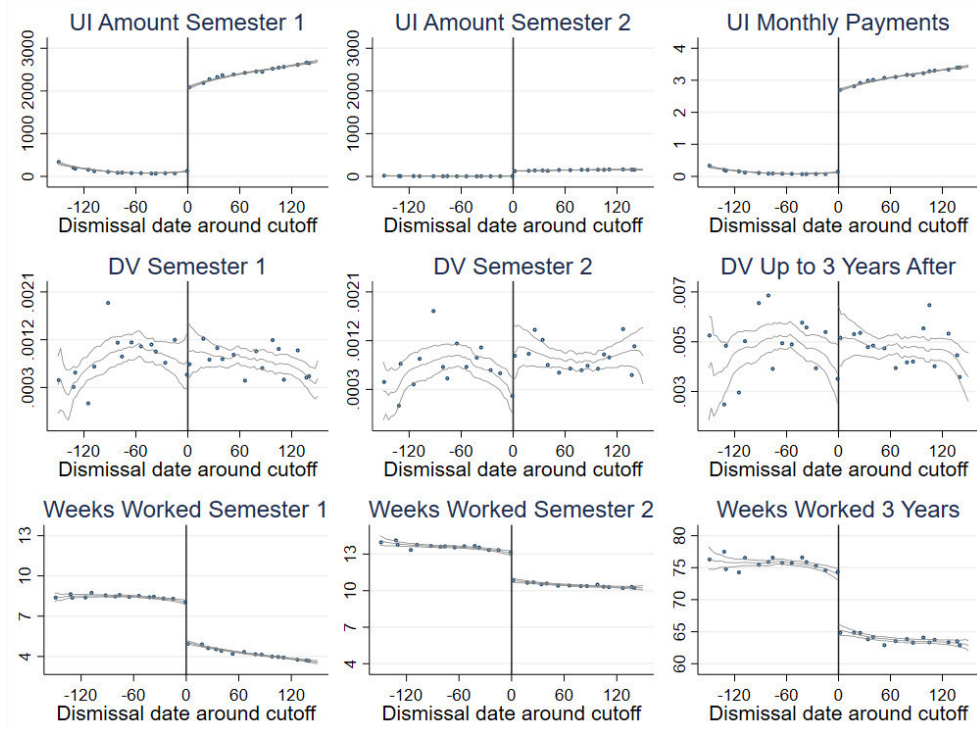 UI Amount Semester 1
3000
2000
1000
0
-120 -60 0 60 120
Dismissal date around cutoff
UI Amount Semester 2
3000
2000
1000
0
-120 -60 0 60 120
Dismissal date around cutoff
UI Monthly Payments
4
3
2
1
0
-120 -60 0 60 120
Dismissal date around cutoff
DV Semester 1
.0021
.0012
.0003
-120 -60 0 60 120
Dismissal date around cutoff
DV Semester 2
.0021
.0012
.0003
-120 -60 0 60 120
Dismissal date around cutoff
DV Up to 3 Years After
.007
.005
.003
-120 -60 0 60 120
Dismissal date around cutoff
Weeks Worked Semester 1
13
10
7
4
-120 -60 0 60 120
Dismissal date around cutoff
Weeks Worked Semester 2
13
10
7
4
-120 -60 0 60 120
Dismissal date around cutoff
Weeks Worked 3 Years
80
75
70
65
60
-120 -60 0 60 120
Dismissal date around cutoff